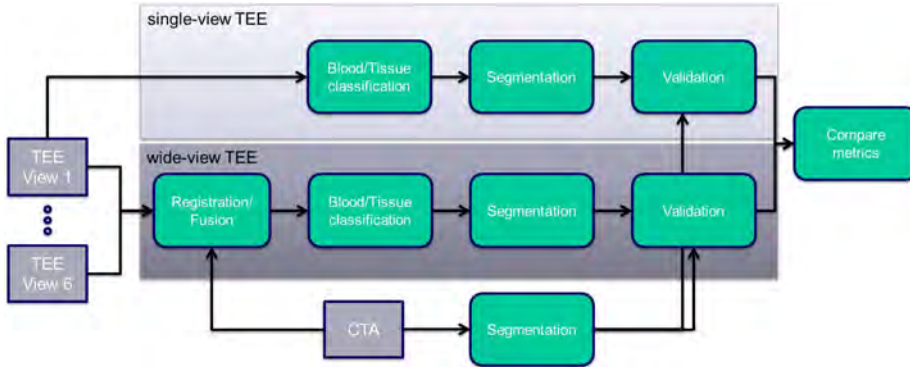 single-view TEE
Blood/Tissue
classification
Segmentation
Validation
Compare
metrics
TEE
View 1
wide-view TEE
Registration/
Fusion
Blood/Tissue
classification
Segmentation
Validation
TEE
View 6
CTA
Segmentation